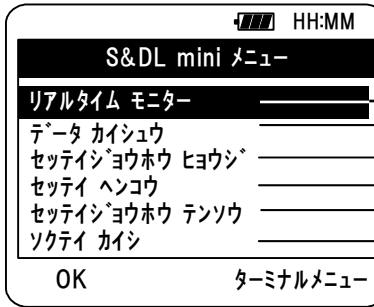 HH:MM
S&DL mini ﾒﾆｭｰ
ﾘｱﾙﾀｲﾑ ﾓﾆﾀｰ
ﾃﾞｰﾀ ｶｲｼｭｳ
ｾｯﾃｲｼﾞｮｳﾎｳ ﾋｮｳｼﾞ
ｾｯﾃｲ ﾍﾝｺｳ
ｾｯﾃｲｼﾞｮｳﾎｳ ﾃﾝｿｳ
ｿｸﾃｲ ｶｲｼ
OK ﾀｰﾐﾅﾙﾒﾆｭｰ